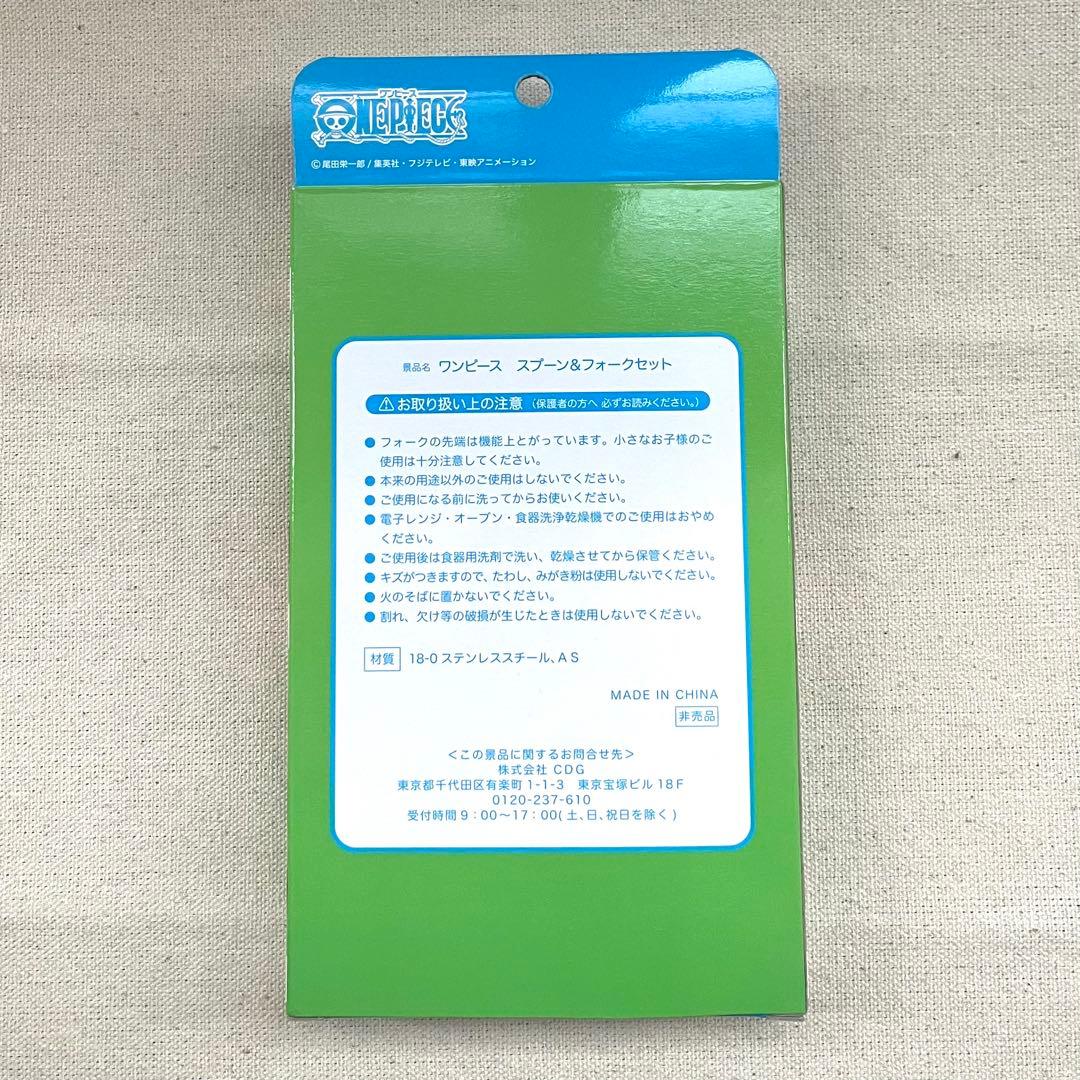 ワンピース
ONE PIECE
©尾田栄一郎/集英社・フジテレビ・東映アニメーション
景品名 ワンピース スプーン&フォークセット
⚠お取り扱い上の注意 (保護者の方へ 必ずお読みください。)
● フォークの先端は機能上とがっています。小さなお子様のご
使用は十分注意してください。
● 本来の用途以外のご使用はしないでください。
● ご使用になる前に洗ってからお使いください。
● 電子レンジ・オーブン・食器洗浄乾燥機でのご使用はおやめ
ください。
● ご使用後は食器用洗剤で洗い、乾燥させてから保管ください。
● キズがつきますので、たわし、みがき粉は使用しないでください。
● 火のそばに置かないでください。
● 割れ、欠け等の破損が生じたときは使用しないでください。
材質 18-0ステンレススチール、AS
MADE IN CHINA
非売品
<この景品に関するお問合せ先>
株式会社 CDG
東京都千代田区有楽町1-1-3 東京宝塚ビル18F
0120-237-610
受付時間9:00〜17:00(土、日、祝日を除く)